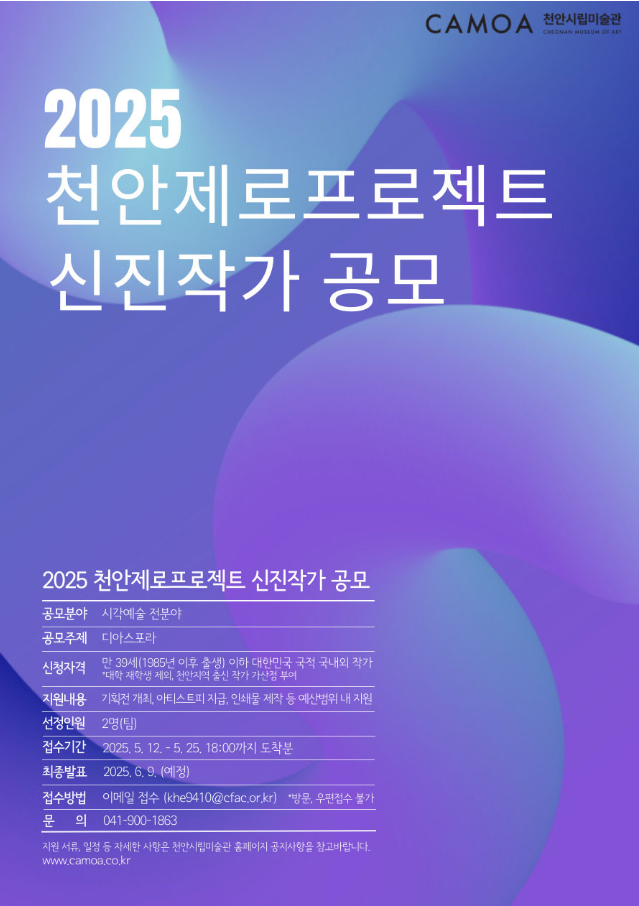 CAMOA 천안시립미술관
CHEONAN MUSEUM OF ART
2025
천안제로프로젝트
신진작가 공모
2025 천안제로프로젝트 신진작가 공모
공모분야 시각예술 전분야
공모주제 디아스포라
신청자격 만 39세(1985년 이후 출생) 이하 대한민국 국적 국내외 작가
*대학 재학생 제외, 천안지역 출신 작가 가산점 부여
지원내용 기획전 개최, 아티스트피 지급, 인쇄물 제작 등 예산범위 내 지원
선정인원 2명(팀)
접수기간 2025. 5. 12. - 5. 25. 18:00까지 도착분
최종발표 2025. 6. 9. (예정)
접수방법 이메일 접수 (khe9410@cfac.or.kr) *방문, 우편접수 불가
문 의 041-900-1863
지원 서류, 일정 등 자세한 사항은 천안시립미술관 홈페이지 공지사항을 참고바랍니다.
www.camoa.co.kr